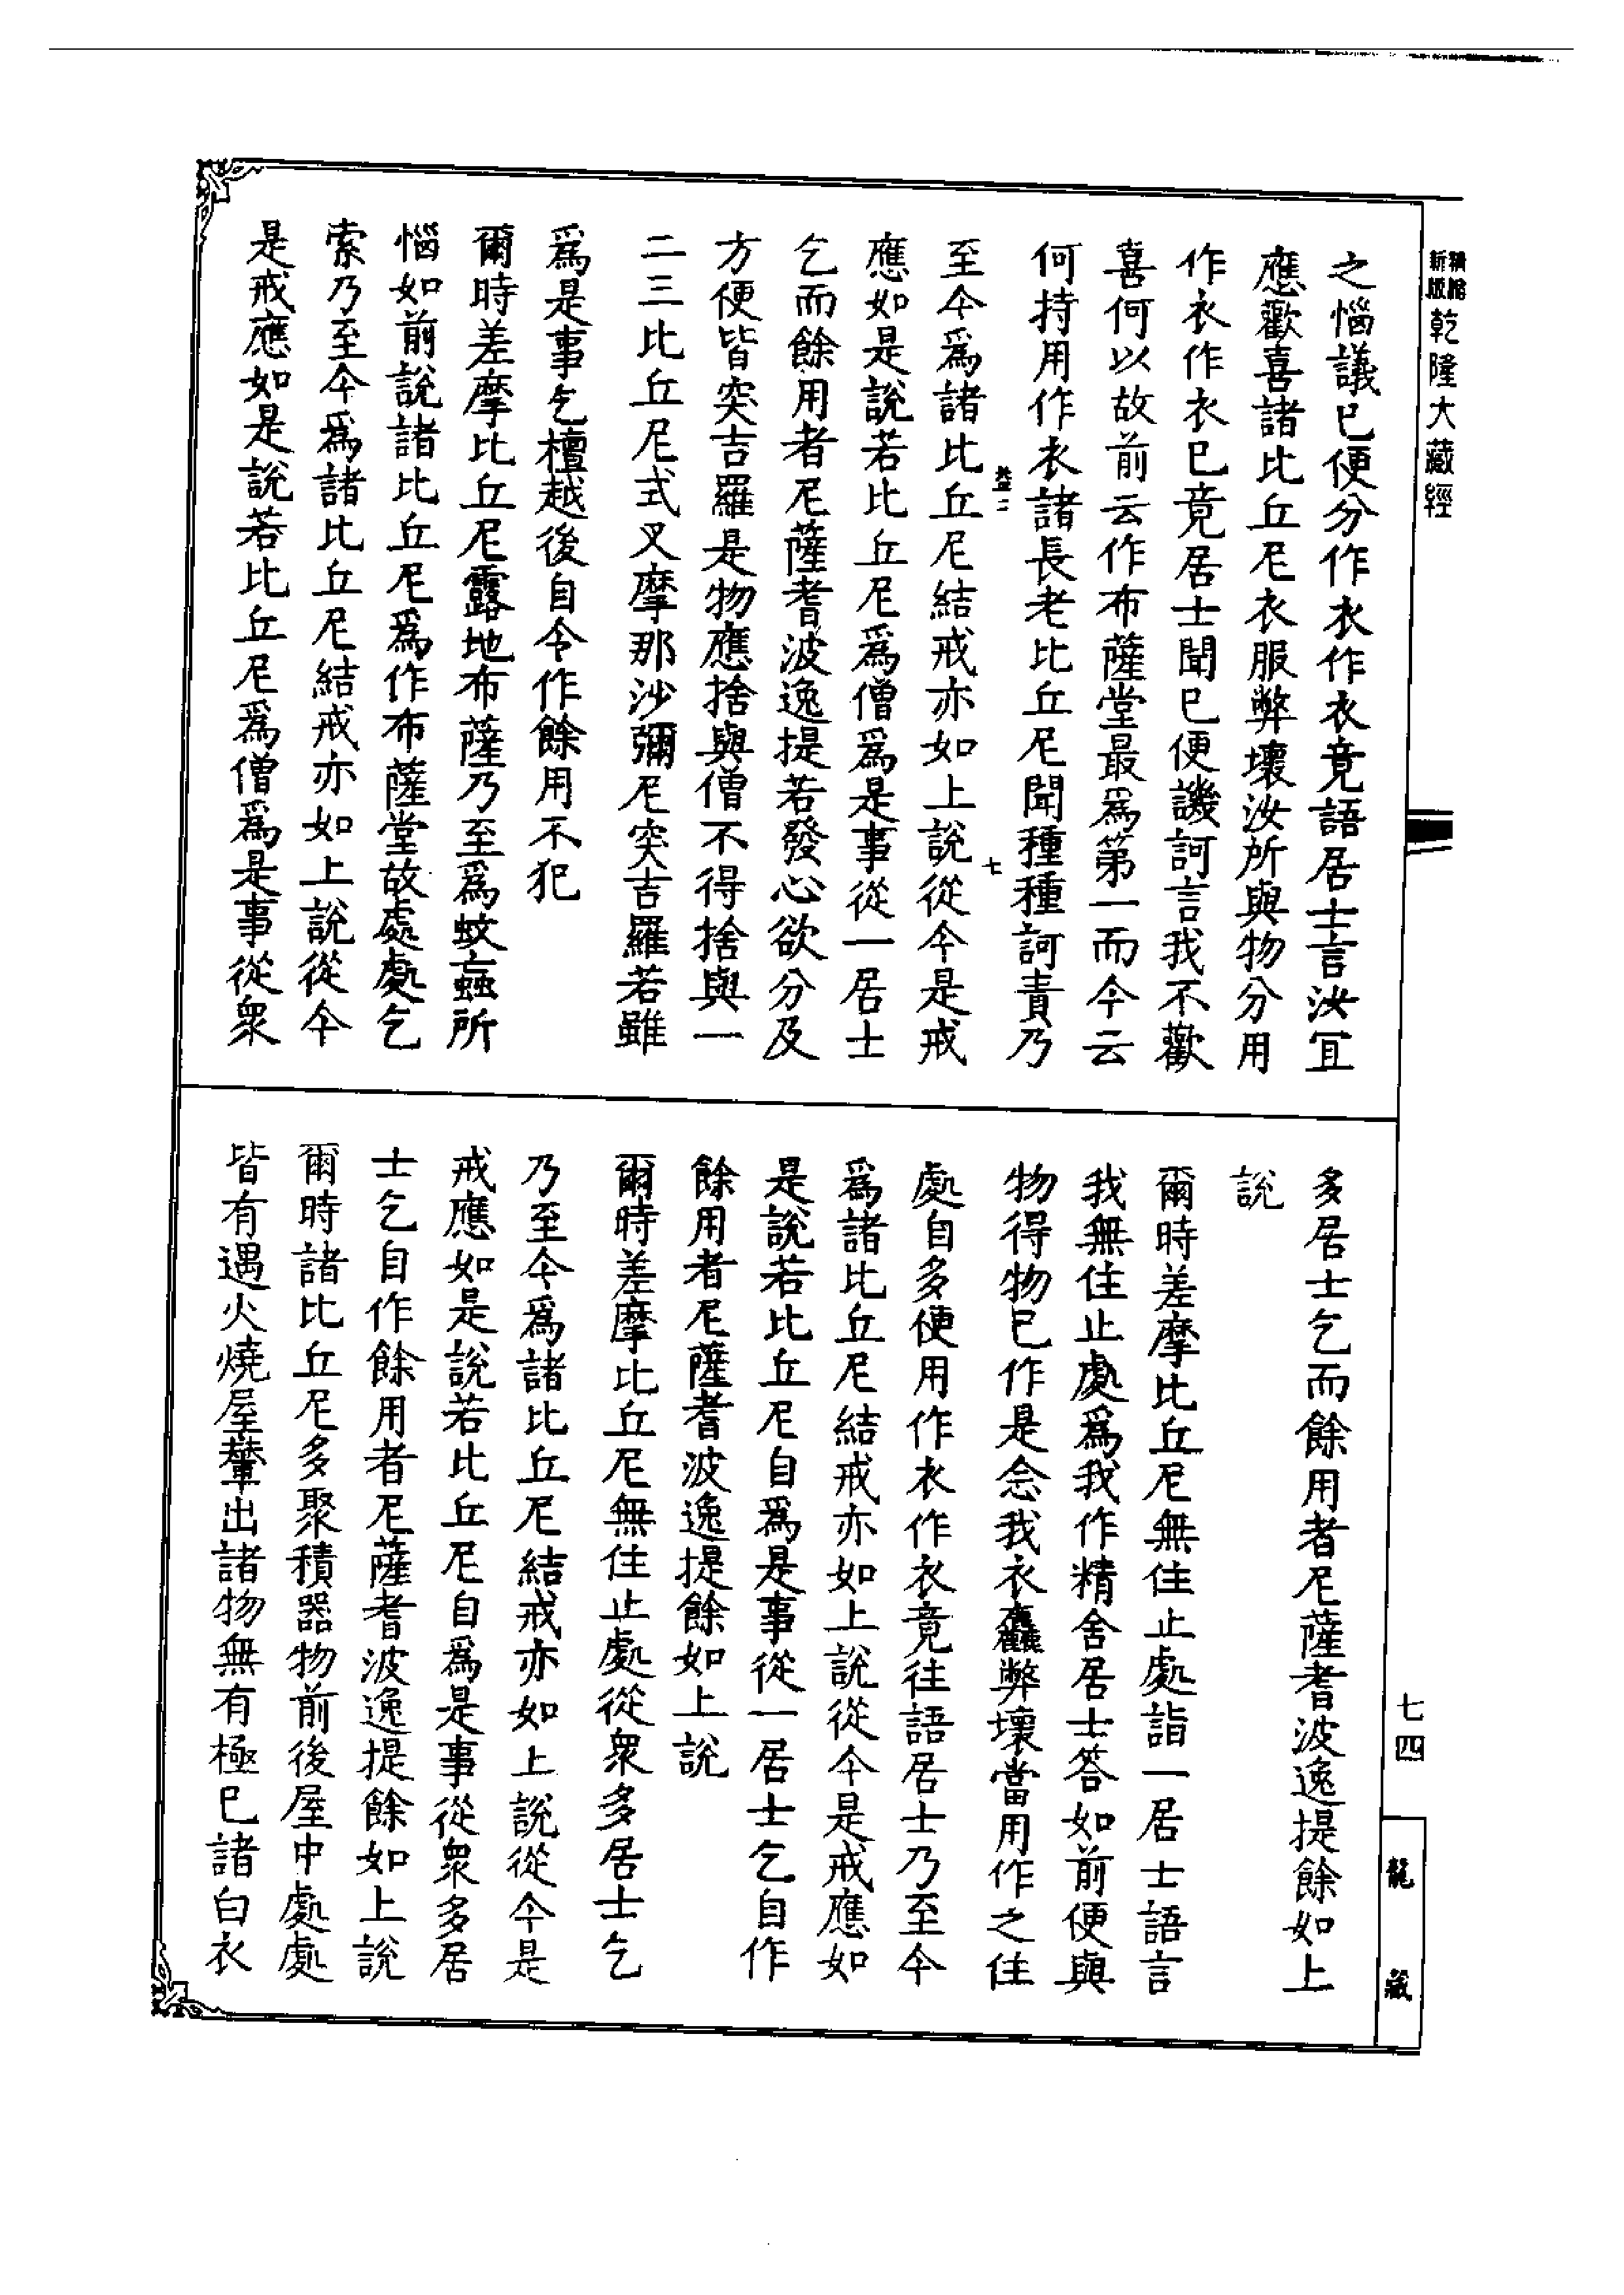 精縮
新版
乾隆大藏經
之惱議已便分作衣作衣竟語居士言汝宜
應歡喜諸比丘尼衣服弊壞汝所與物分用
作衣作衣已竟居士聞已便譏訶言我不歡
喜何以故前云作布薩堂最爲第一而今云
何持用作衣諸長老比丘尼聞種種訶責乃
七
至今爲諸比丘尼結戒亦如上說從今是戒
應如是說若比丘尼爲僧爲是事從一居士
乞而餘用者尼薩耆波逸提若發心欲分及
方便皆突吉羅是物應捨與僧不得捨與一
二三比丘尼式叉摩那沙彌尼突吉羅若雖
爲是事乞檀越後自令作餘用不犯
爾時差摩比丘尼露地布薩乃至爲蚊虻所
惱如前說諸比丘尼爲作布薩堂故處處乞
索乃至今爲諸比丘尼結戒亦如上說從今
是戒應如是說若比丘尼爲僧爲是事從衆
多居士乞而餘用者尼薩耆波逸提餘如上
說
爾時差摩比丘尼無住止處詣一居士語言
我無住止處爲我作精舍居士答如前便與
物得物已作是念我衣麤弊壞當用作之住
處自多便用作衣作衣竟往語居士乃至今
爲諸比丘尼結戒亦如上說從今是戒應如
是說若比丘尼自爲是事從一居士乞自作
餘用者尼薩耆波逸提餘如上說
爾時差摩比丘尼無住止處從衆多居士乞
乃至今爲諸比丘尼結戒亦如上說從今是
戒應如是說若比丘尼自爲是事從衆多居
士乞自作餘用者尼薩耆波逸提餘如上說
爾時諸比丘尼多聚積器物前後屋中處處
皆有遇火燒屋輦出諸物無有極已諸白衣
七四
龍藏